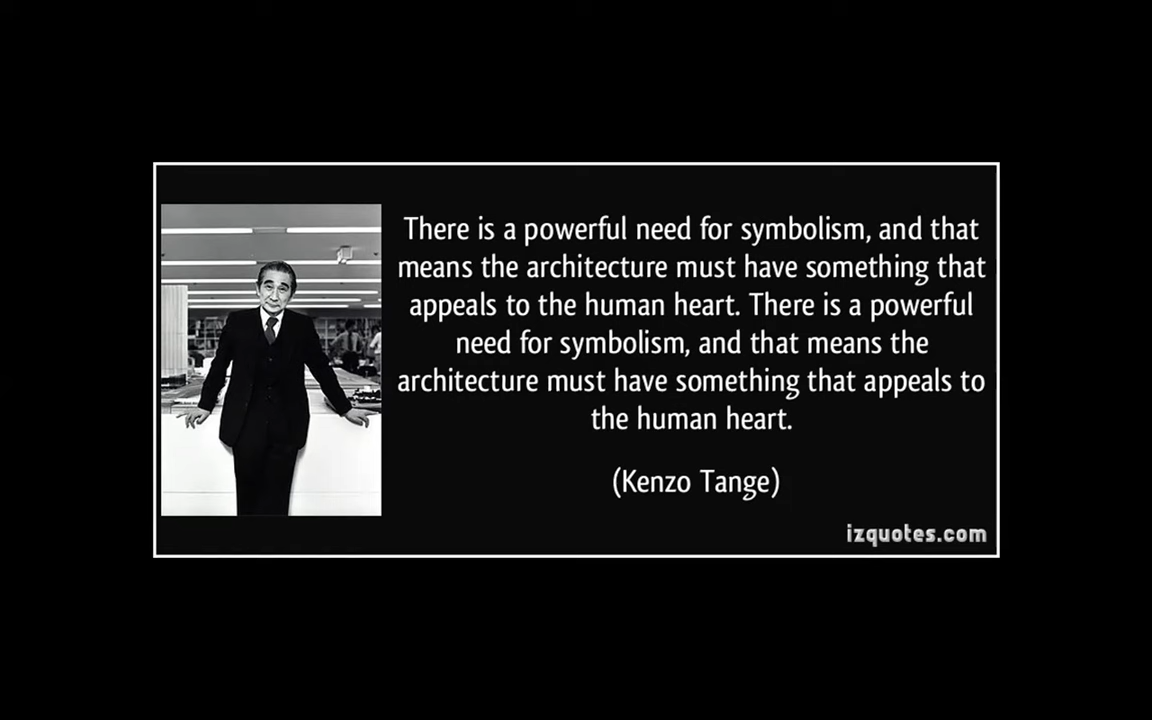 There is a powerful need for symbolism, and that
means the architecture must have something that
appeals to the human heart. There is a powerful
need for symbolism, and that means the
architecture must have something that appeals to
the human heart.
(Kenzo Tange)
izquotes.com